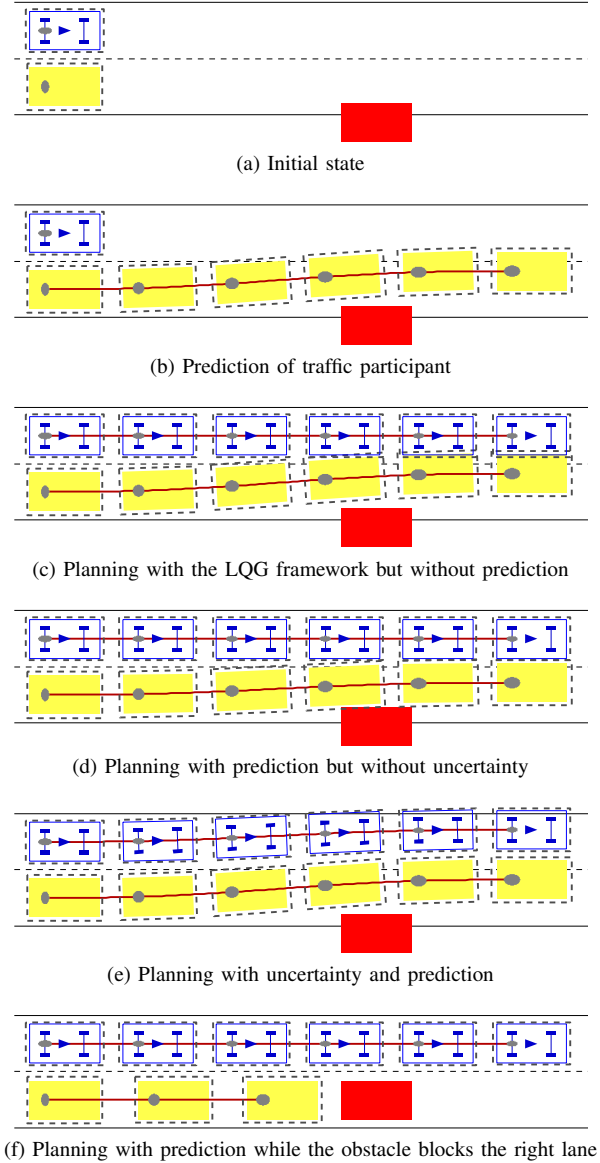 (a) Initial state
(b) Prediction of traffic participant
(c) Planning with the LQG framework but without prediction
(d) Planning with prediction but without uncertainty
(e) Planning with uncertainty and prediction
(f) Planning with prediction while the obstacle blocks the right lane